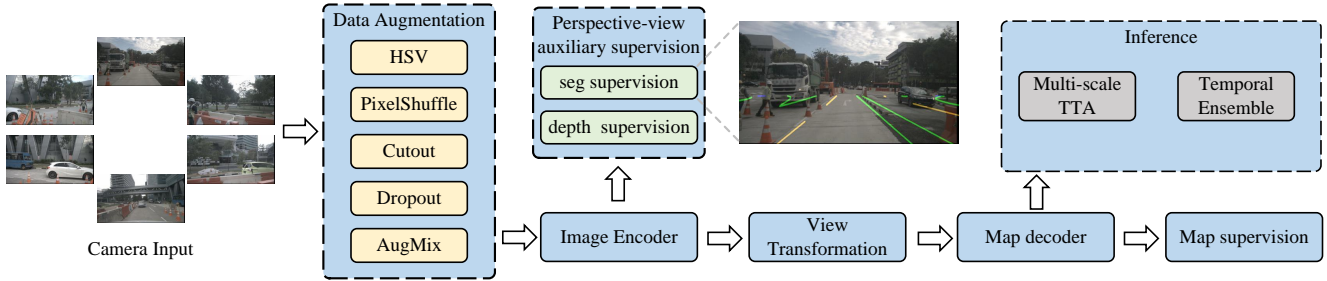 Camera Input
Data Augmentation
HSV
PixelShuffle
Cutout
Dropout
AugMix
Perspective-view
auxiliary supervision
seg supervision
depth supervision
Image Encoder
View
Transformation
Map decoder
Map supervision
Inference
Multi-scale
TTA
Temporal
Ensemble